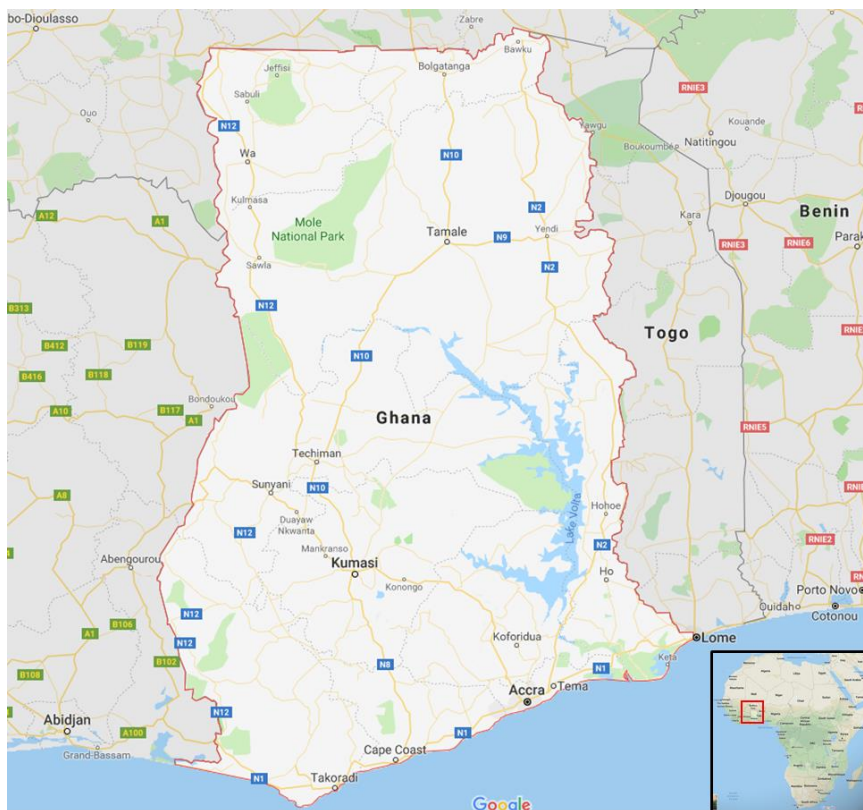 bo-Dioulasso
Zabre
Bawku
Jeffisi
Bolgatanga
Sabuli
RNIE3
Ouo
N12
Yawgu
Kouande
Natitingou
Boukoumbé
Wa
N10
Djougou
Kulmasa
N2
Benin
A12
A1
Mole
National Park
Kara
Tamale
N9
Yendi
RNIE3
RNIE6
Parak
Sawla
N2
B313
N12
Togo
RNIE
B412
B119
N10
B416
B118
Bondoukou
A10
B117
A1
Ghana
RNIE5
Techiman
Sunyani
N10
RNIE
A8
Lake Volta
Hohoe
Duayaw
Nkwanta
N12
RNIE2
Mankranso
N2
Abengourou
Kumasi
Konongo
Ho
Porto Novo
Ouidah
Cotonou
N12
B106
A1
N12
Koforidua
Lome
B102
N8
N1
Keta
B108
Accra
Tema
Abidjan
N12
A100
N1
Grand-Bassam
Cape Coast
N1
Takoradi
Google